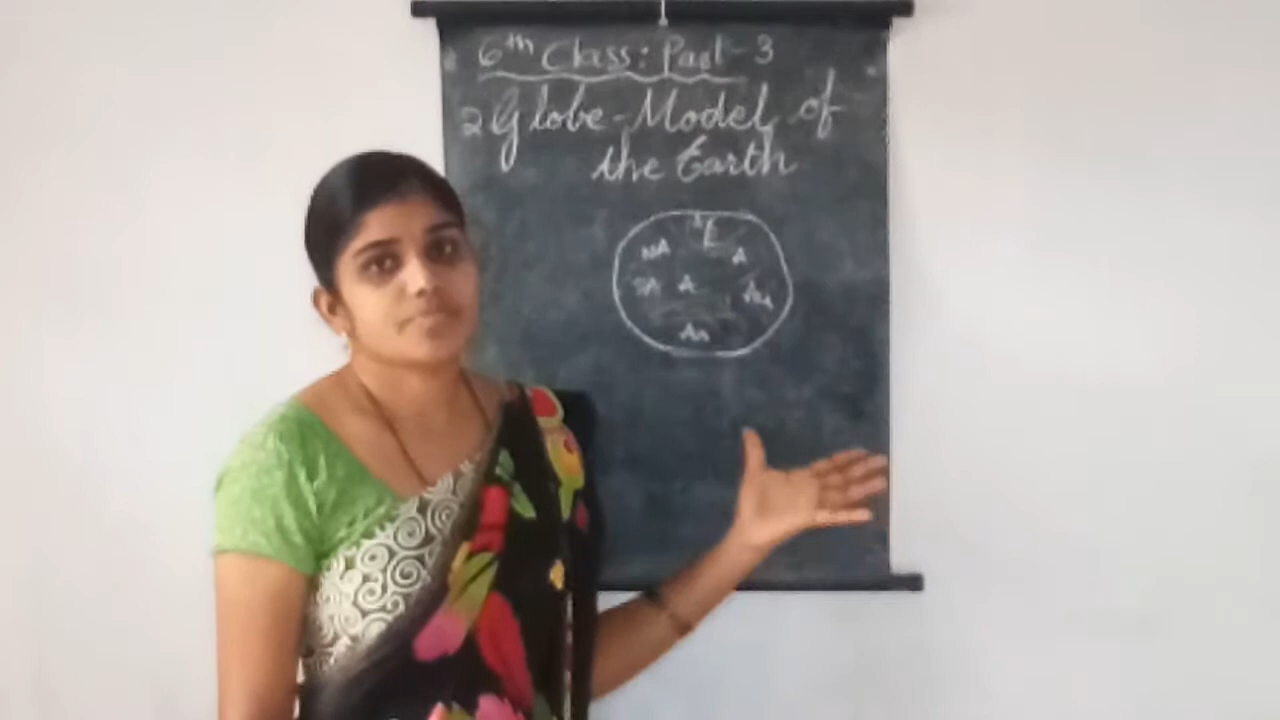 6th Class: Part - 3
2 Globe - Model of
the Earth
E
NA A
SA A Au
An